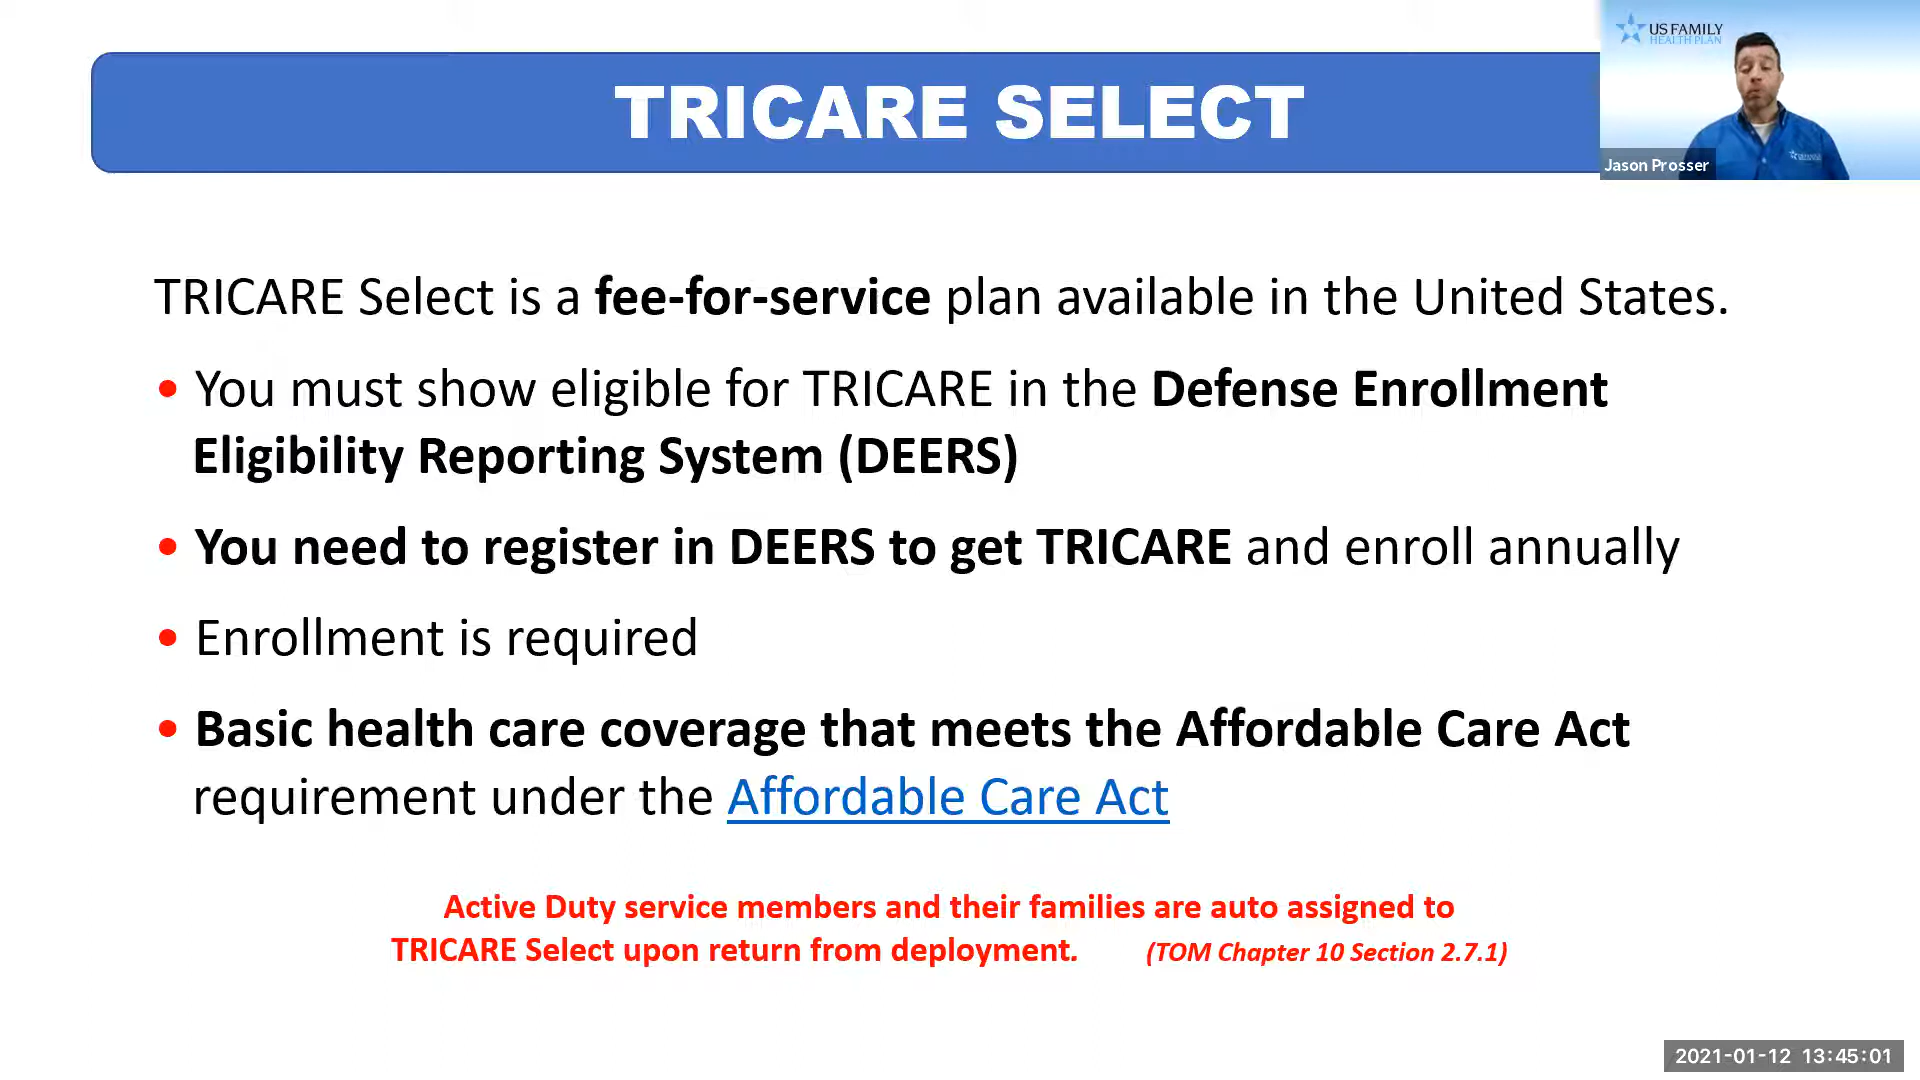 TRICARE SELECT
US FAMILY
HEALTH PLAN
Jason Prosser
TRICARE Select is a fee-for-service plan available in the United States.
• You must show eligible for TRICARE in the Defense Enrollment
Eligibility Reporting System (DEERS)
• You need to register in DEERS to get TRICARE and enroll annually
• Enrollment is required
• Basic health care coverage that meets the Affordable Care Act
requirement under the Affordable Care Act
Active Duty service members and their families are auto assigned to
TRICARE Select upon return from deployment. (TOM Chapter 10 Section 2.7.1)
2021-01-12 13:45:01